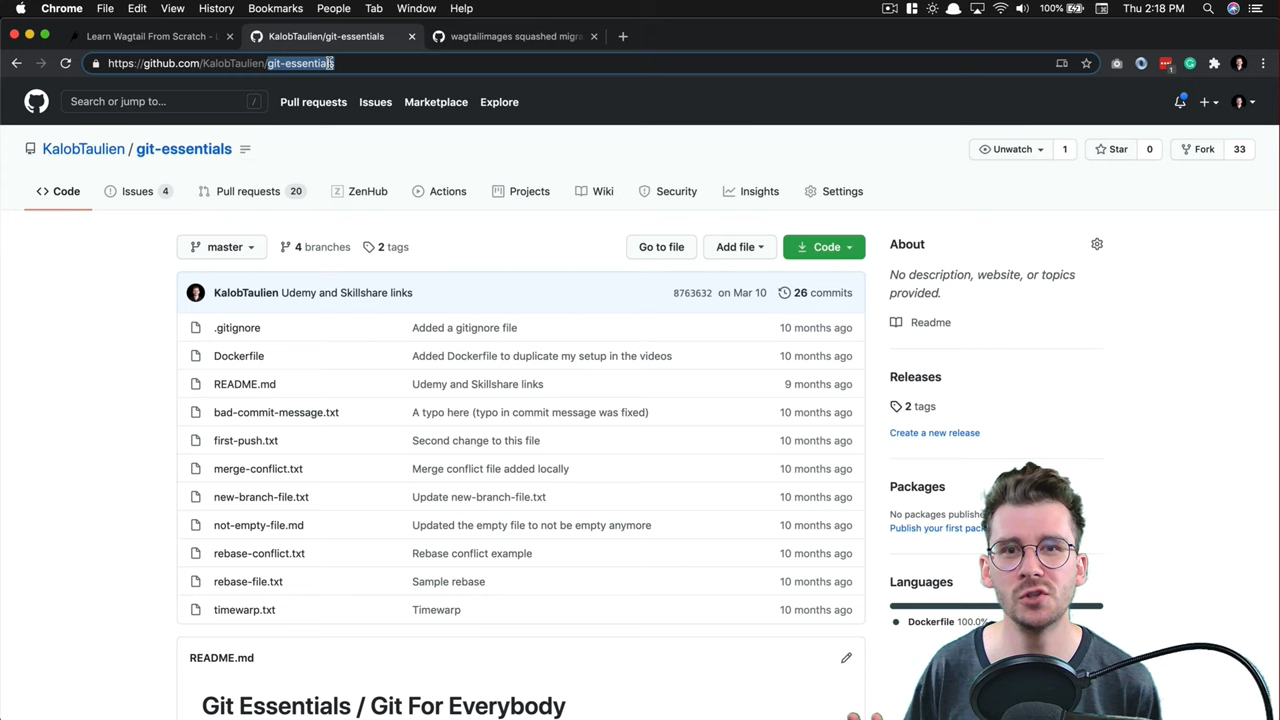 Chrome File Edit View History Bookmarks People Tab Window Help 100% Thu 2:18 PM
Learn Wagtail From Scratch - L
KalobTaulien/git-essentials
wagtailimages squashed migra
https://github.com/KalobTaulien/git-essentials
1
Search or jump to... /
Pull requests Issues Marketplace Explore
KalobTaulien / git-essentials
Unwatch 1 Star 0 Fork 33
Code Issues 4 Pull requests 20 ZenHub Actions Projects Wiki Security Insights Settings
master 4 branches 2 tags Go to file Add file Code
KalobTaulien Udemy and Skillshare links 8763632 on Mar 10 26 commits
.gitignore Added a gitignore file 10 months ago
Dockerfile Added Dockerfile to duplicate my setup in the videos 10 months ago
README.md Udemy and Skillshare links 9 months ago
bad-commit-message.txt A typo here (typo in commit message was fixed) 10 months ago
first-push.txt Second change to this file 10 months ago
merge-conflict.txt Merge conflict file added locally 10 months ago
new-branch-file.txt Update new-branch-file.txt 10 months ago
not-empty-file.md Updated the empty file to not be empty anymore 10 months ago
rebase-conflict.txt Rebase conflict example 10 months ago
rebase-file.txt Sample rebase 10 months ago
timewarp.txt Timewarp 10 months ago
README.md
Git Essentials / Git For Everybody
About
No description, website, or topics
provided.
Readme
Releases
2 tags
Create a new release
Packages
No packages publishe
Publish your first pack
Languages
Dockerfile 100.0%